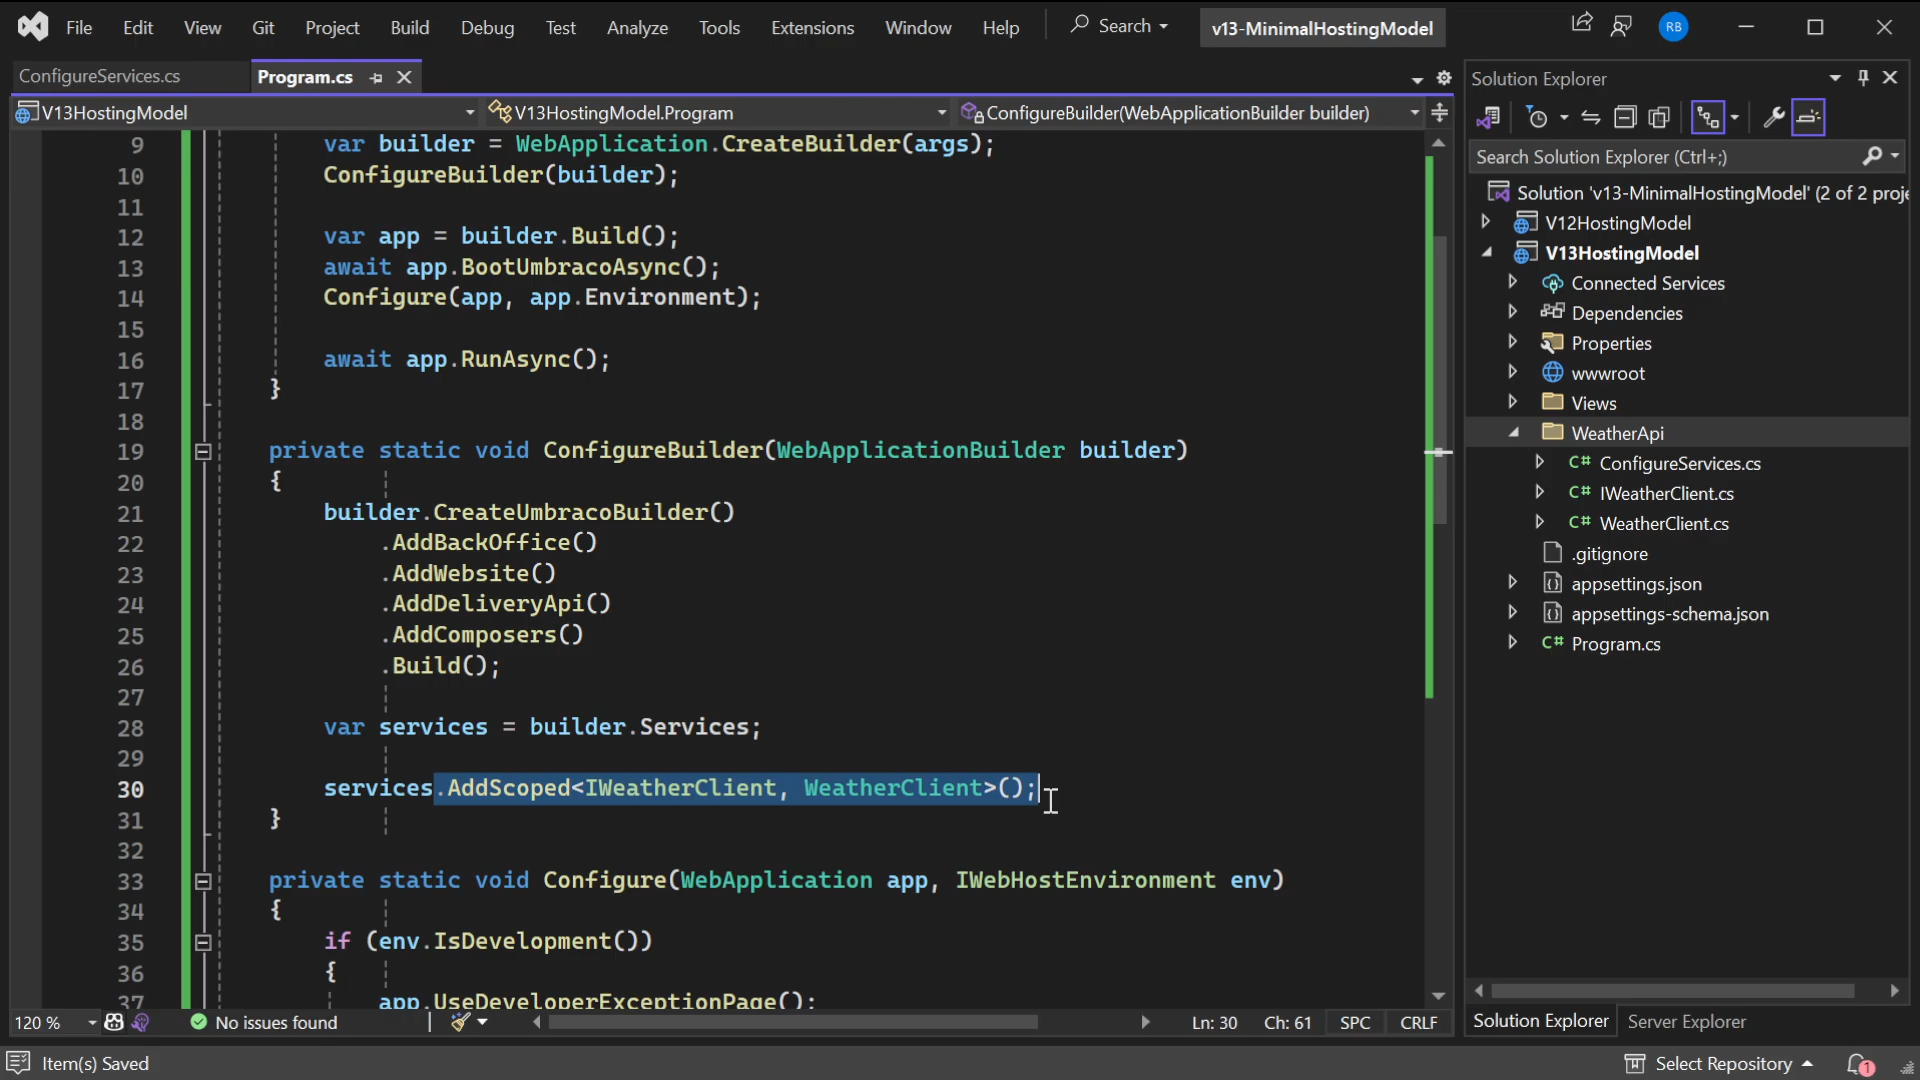 File Edit View Git Project Build Debug Test Analyze Tools Extensions Window Help Search v13-MinimalHostingModel RB
ConfigureServices.cs Program.cs
V13HostingModel V13HostingModel.Program ConfigureBuilder(WebApplicationBuilder builder)
9 var builder = WebApplication.CreateBuilder(args);
10 ConfigureBuilder(builder);
11
12 var app = builder.Build();
13 await app.BootUmbracoAsync();
14 Configure(app, app.Environment);
15
16 await app.RunAsync();
17 }
18
19 private static void ConfigureBuilder(WebApplicationBuilder builder)
20 {
21 builder.CreateUmbracoBuilder()
22 .AddBackOffice()
23 .AddWebsite()
24 .AddDeliveryApi()
25 .AddComposers()
26 .Build();
27
28 var services = builder.Services;
29
30 services.AddScoped<IWeatherClient, WeatherClient>();
31 }
32
33 private static void Configure(WebApplication app, IWebHostEnvironment env)
34 {
35 if (env.IsDevelopment())
36 {
37 app.UseDeveloperExceptionPage();
120 % No issues found Ln: 30 Ch: 61 SPC CRLF
Solution Explorer
Search Solution Explorer (Ctrl+;)
Solution 'v13-MinimalHostingModel' (2 of 2 proje
V12HostingModel
V13HostingModel
Connected Services
Dependencies
Properties
wwwroot
Views
WeatherApi
C# ConfigureServices.cs
C# IWeatherClient.cs
C# WeatherClient.cs
.gitignore
appsettings.json
appsettings-schema.json
C# Program.cs
Solution Explorer Server Explorer
Item(s) Saved Select Repository 1